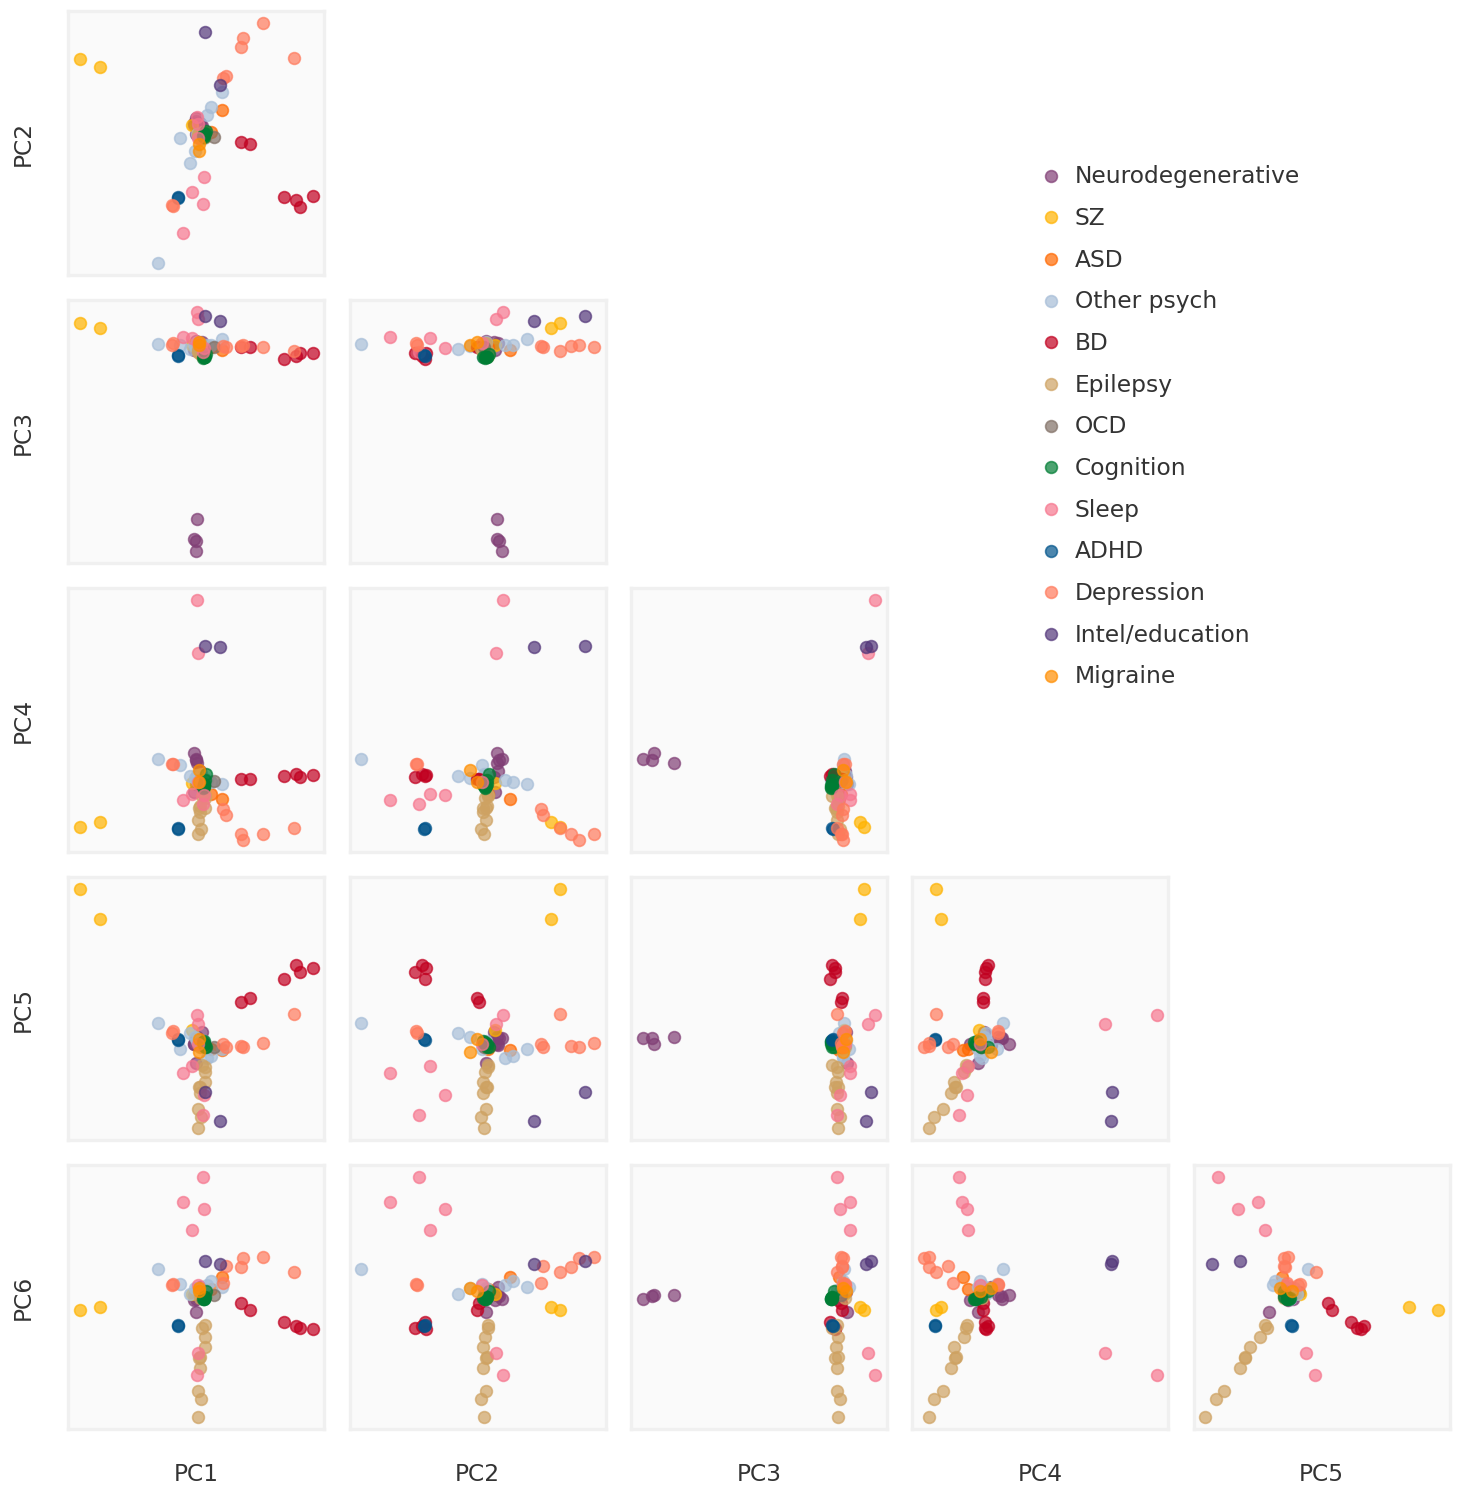 PC2
Neurodegenerative
SZ
ASD
Other psych
BD
Epilepsy
OCD
Cognition
Sleep
ADHD
Depression
Intel/education
Migraine
PC3
PC4
PC5
PC6
PC1
PC2
PC3
PC4
PC5